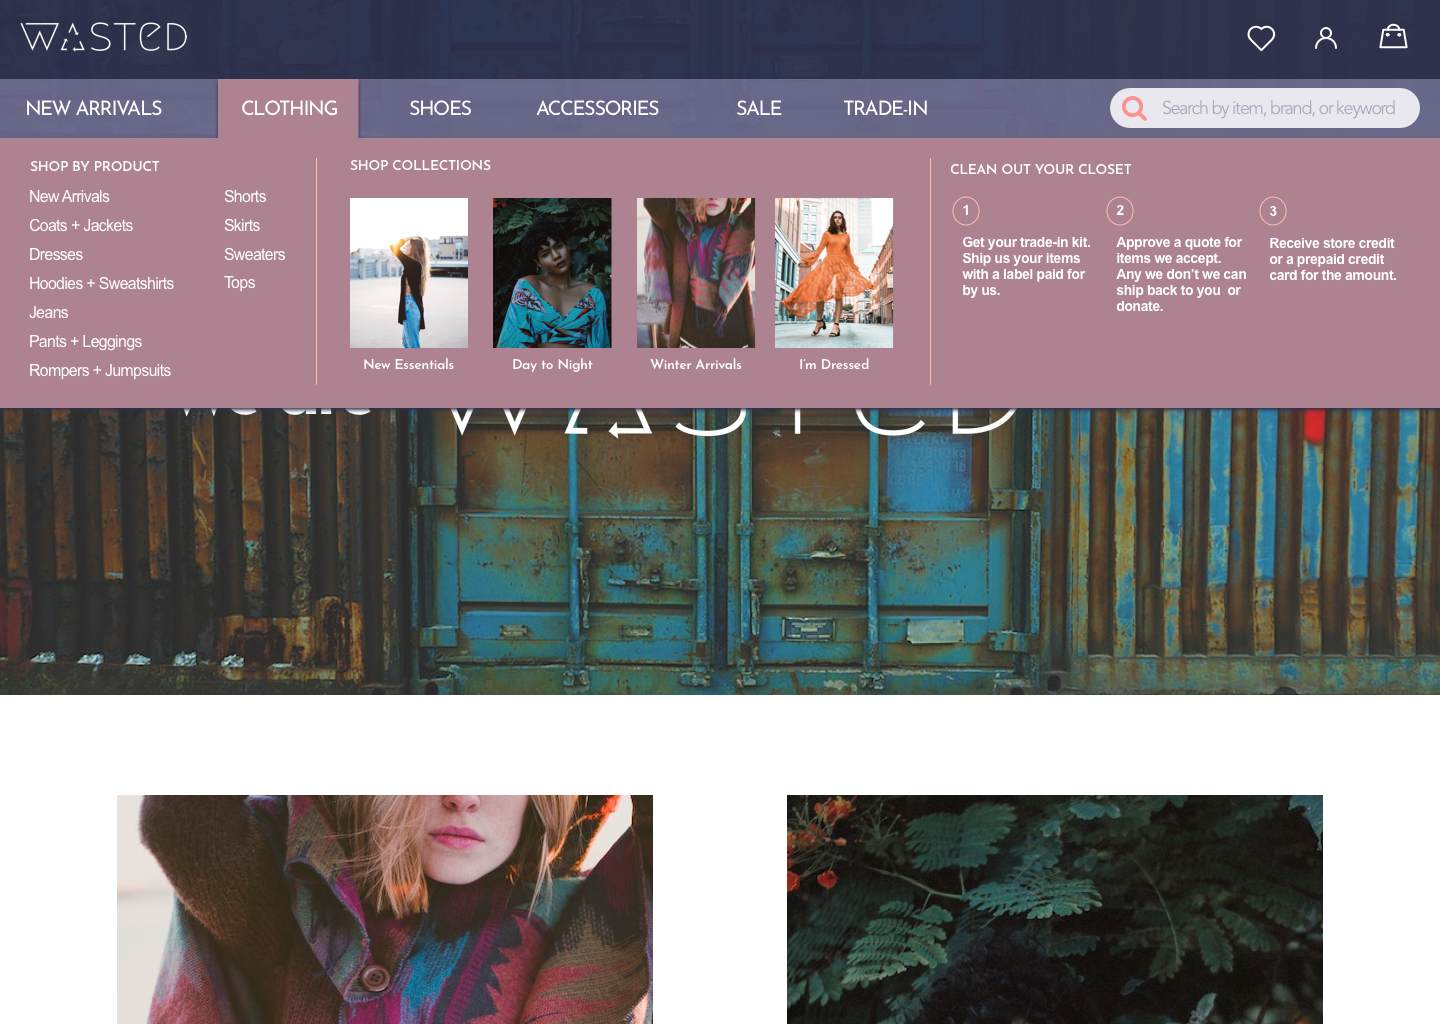 WASTED
NEW ARRIVALS
CLOTHING
SHOES
ACCESSORIES
SALE
TRADE-IN
Search by item, brand, or keyword
SHOP BY PRODUCT
New Arrivals
Coats + Jackets
Dresses
Hoodies + Sweatshirts
Jeans
Pants + Leggings
Rompers + Jumpsuits
Shorts
Skirts
Sweaters
Tops
SHOP COLLECTIONS
New Essentials
Day to Night
Winter Arrivals
I'm Dressed
CLEAN OUT YOUR CLOSET
1
Get your trade-in kit.
Ship us your items
with a label paid for
by us.
2
Approve a quote for
items we accept.
Any we don't we can
ship back to you  or
donate.
3
Receive store credit
or a prepaid credit
card for the amount.
we are WASTED